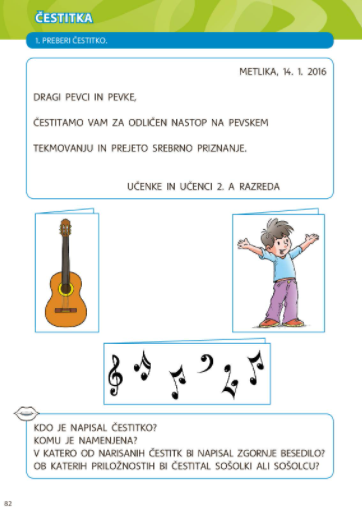 ČESTITKA
1. PREBERI ČESTITKO.
METLIKA, 14. 1. 2016
DRAGI PEVCI IN PEVKE,
ČESTITAMO VAM ZA ODLIČEN NASTOP NA PEVSKEM
TEKMOVANJU IN PREJETO SREBRNO PRIZNANJE.
UČENKE IN UČENCI 2. A RAZREDA
KDO JE NAPISAL ČESTITKO?
KOMU JE NAMENJENA?
V KATERO OD NARISANIH ČESTITK BI NAPISAL ZGORNJE BESEDILO?
OB KATERIH PRILOŽNOSTIH BI ČESTITAL SOŠOLKI ALI SOŠOLCU?
82